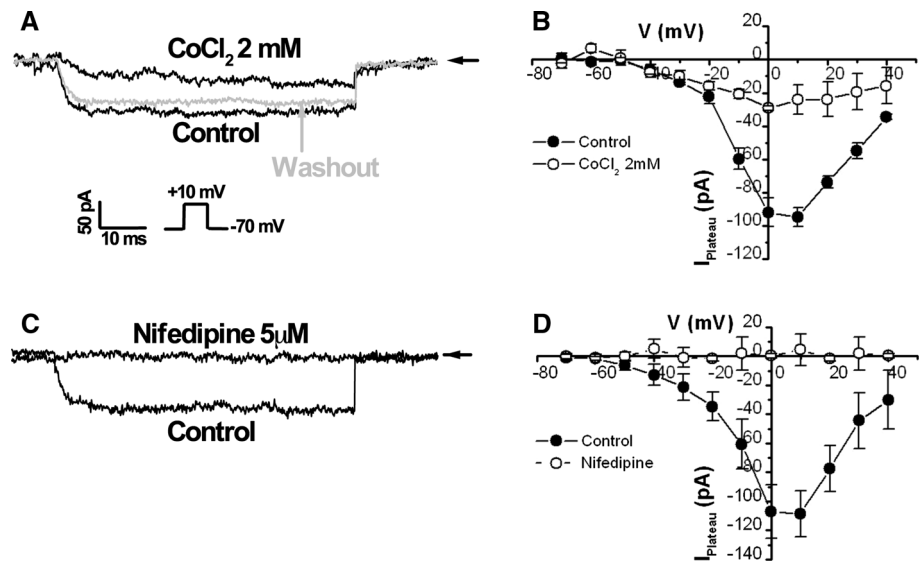 A
CoCl2 2 mM
Control
Washout
50 pA
10 ms
+10 mV
-70 mV
B
V (mV)
-80 -60 -40 -20 20 40
20
0
-20
-40
-60
-80
-100
-120
Control
CoCl2 2mM
IPlateau (pA)
C
Nifedipine 5μM
Control
D
V (mV)
-80 -60 -40 -20 20 40
20
0
-20
-40
-60
-80
-100
-120
-140
Control
Nifedipine
IPlateau (pA)